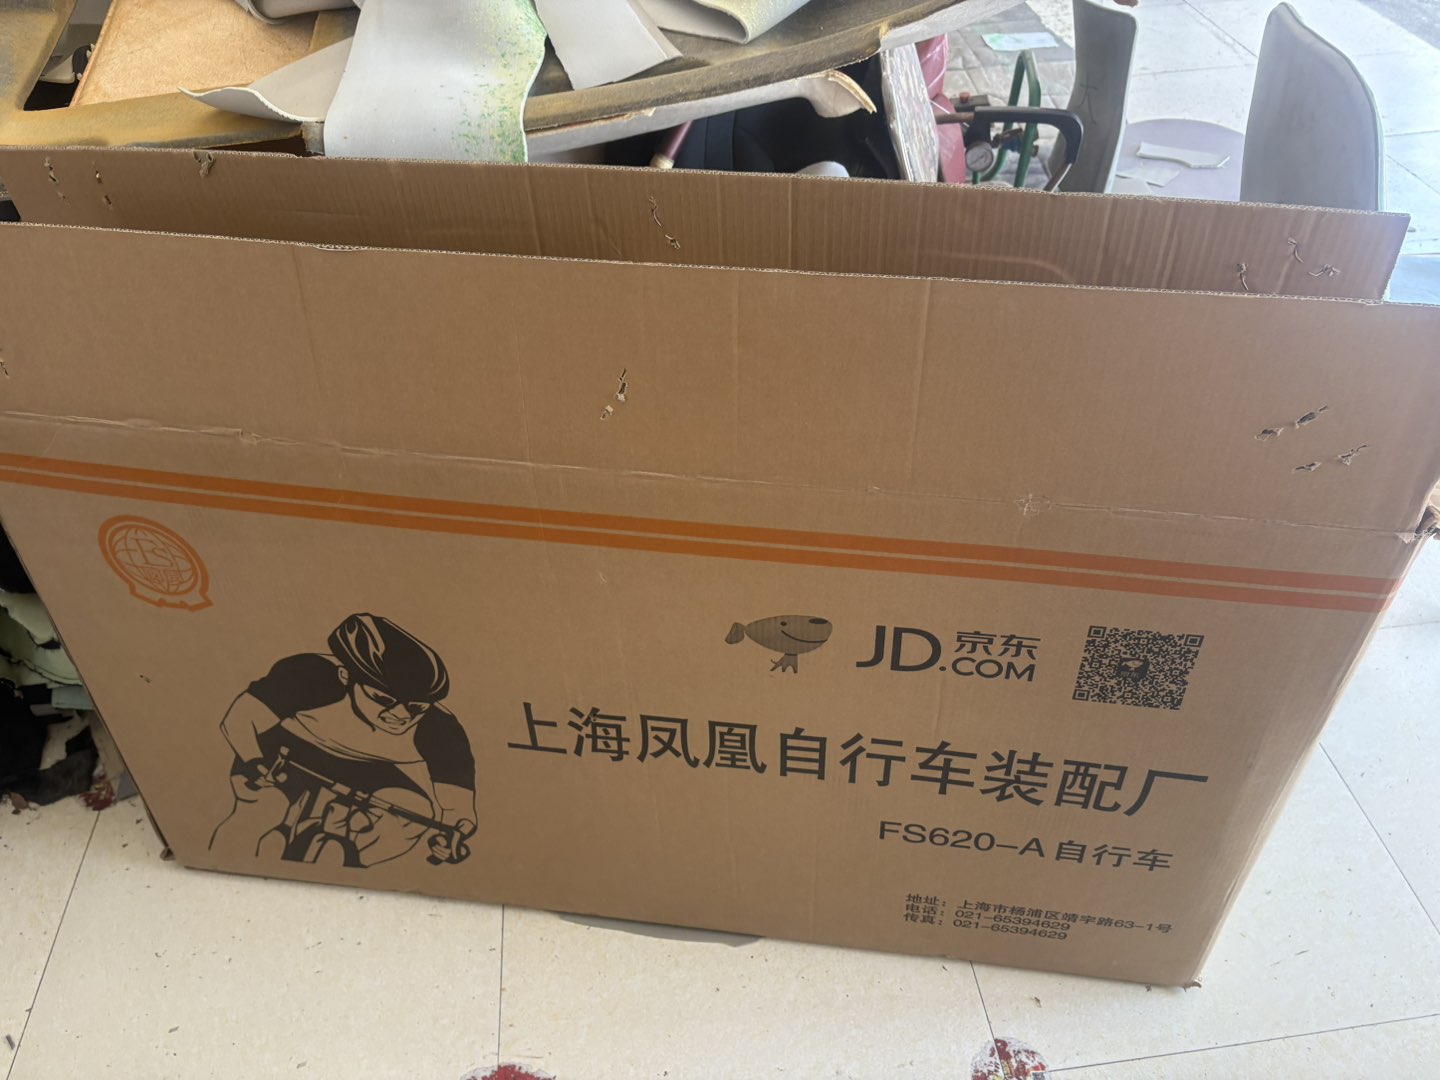 JD.京东
.COM
上海凤凰自行车装配厂
FS620-A自行车
地址：上海市杨浦区靖宇路63-1号
电话：021-65394629
传真：021-65394629